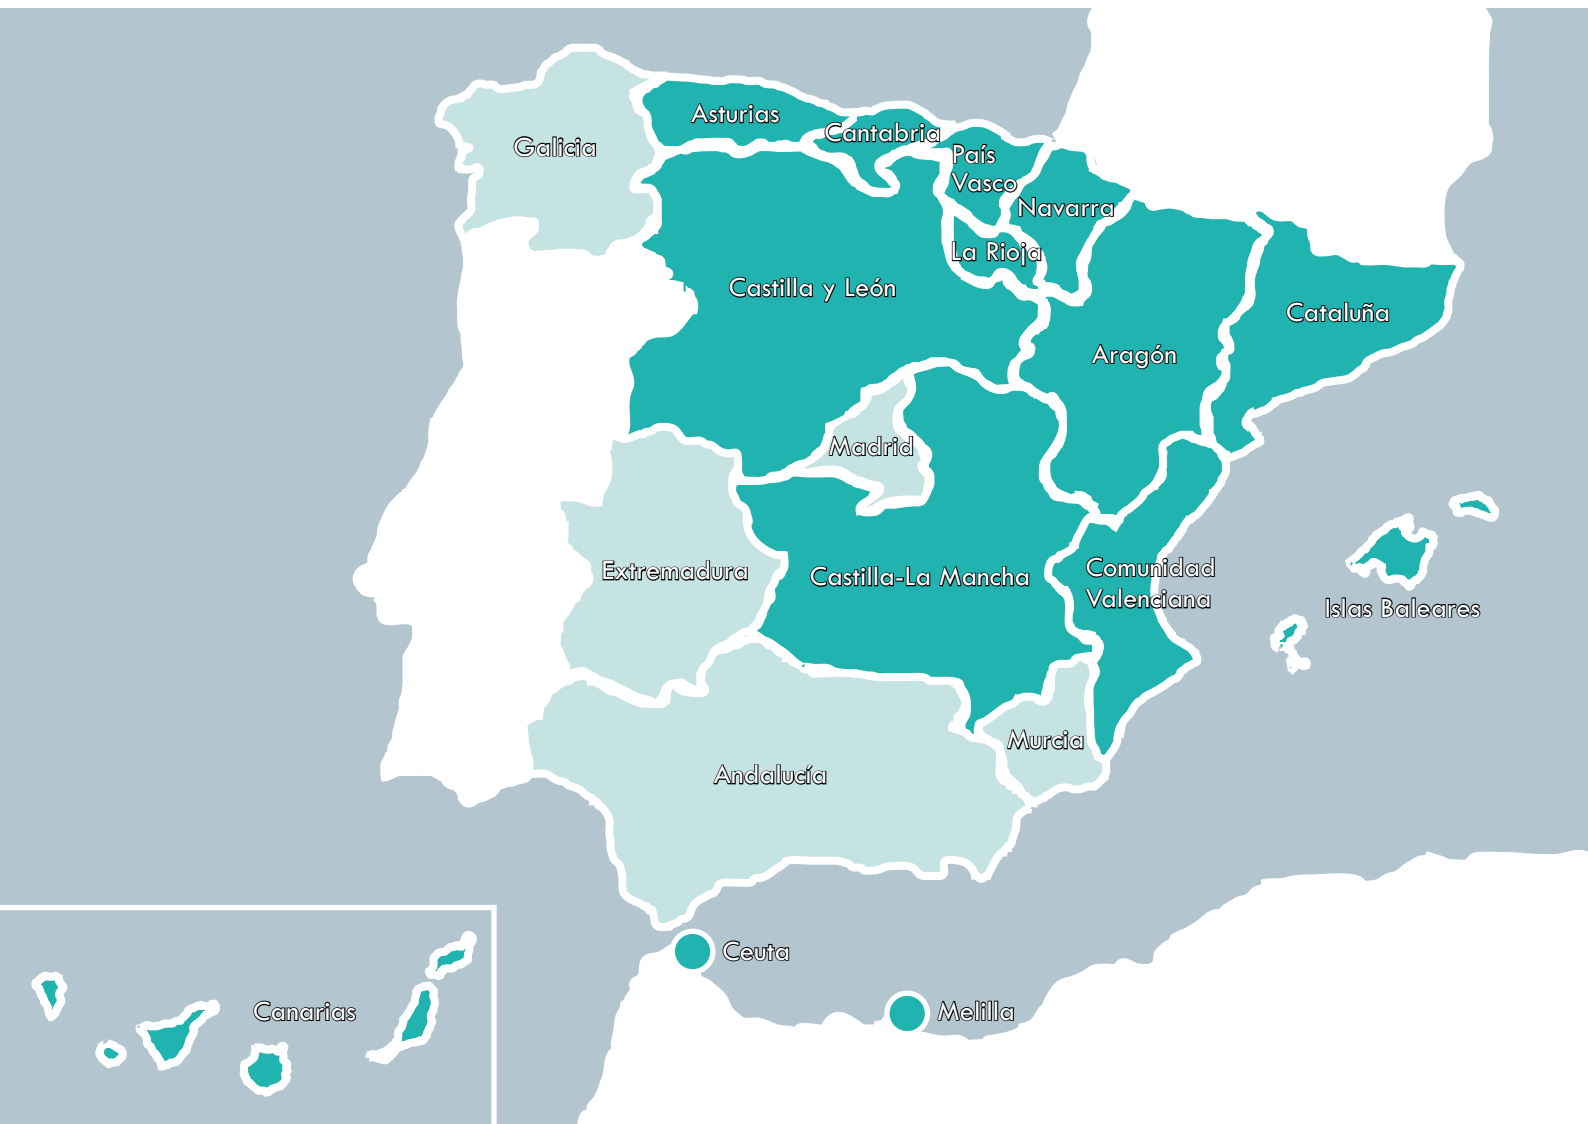 Asturias
Cantabria
Galicia
País
Vasco
Navarra
La Rioja
Castilla y León
Cataluña
Aragón
Madrid
Extremadura
Castilla-La Mancha
Comunidad
Valenciana
Islas Baleares
Murcia
Andalucía
Ceuta
Canarias
Melilla